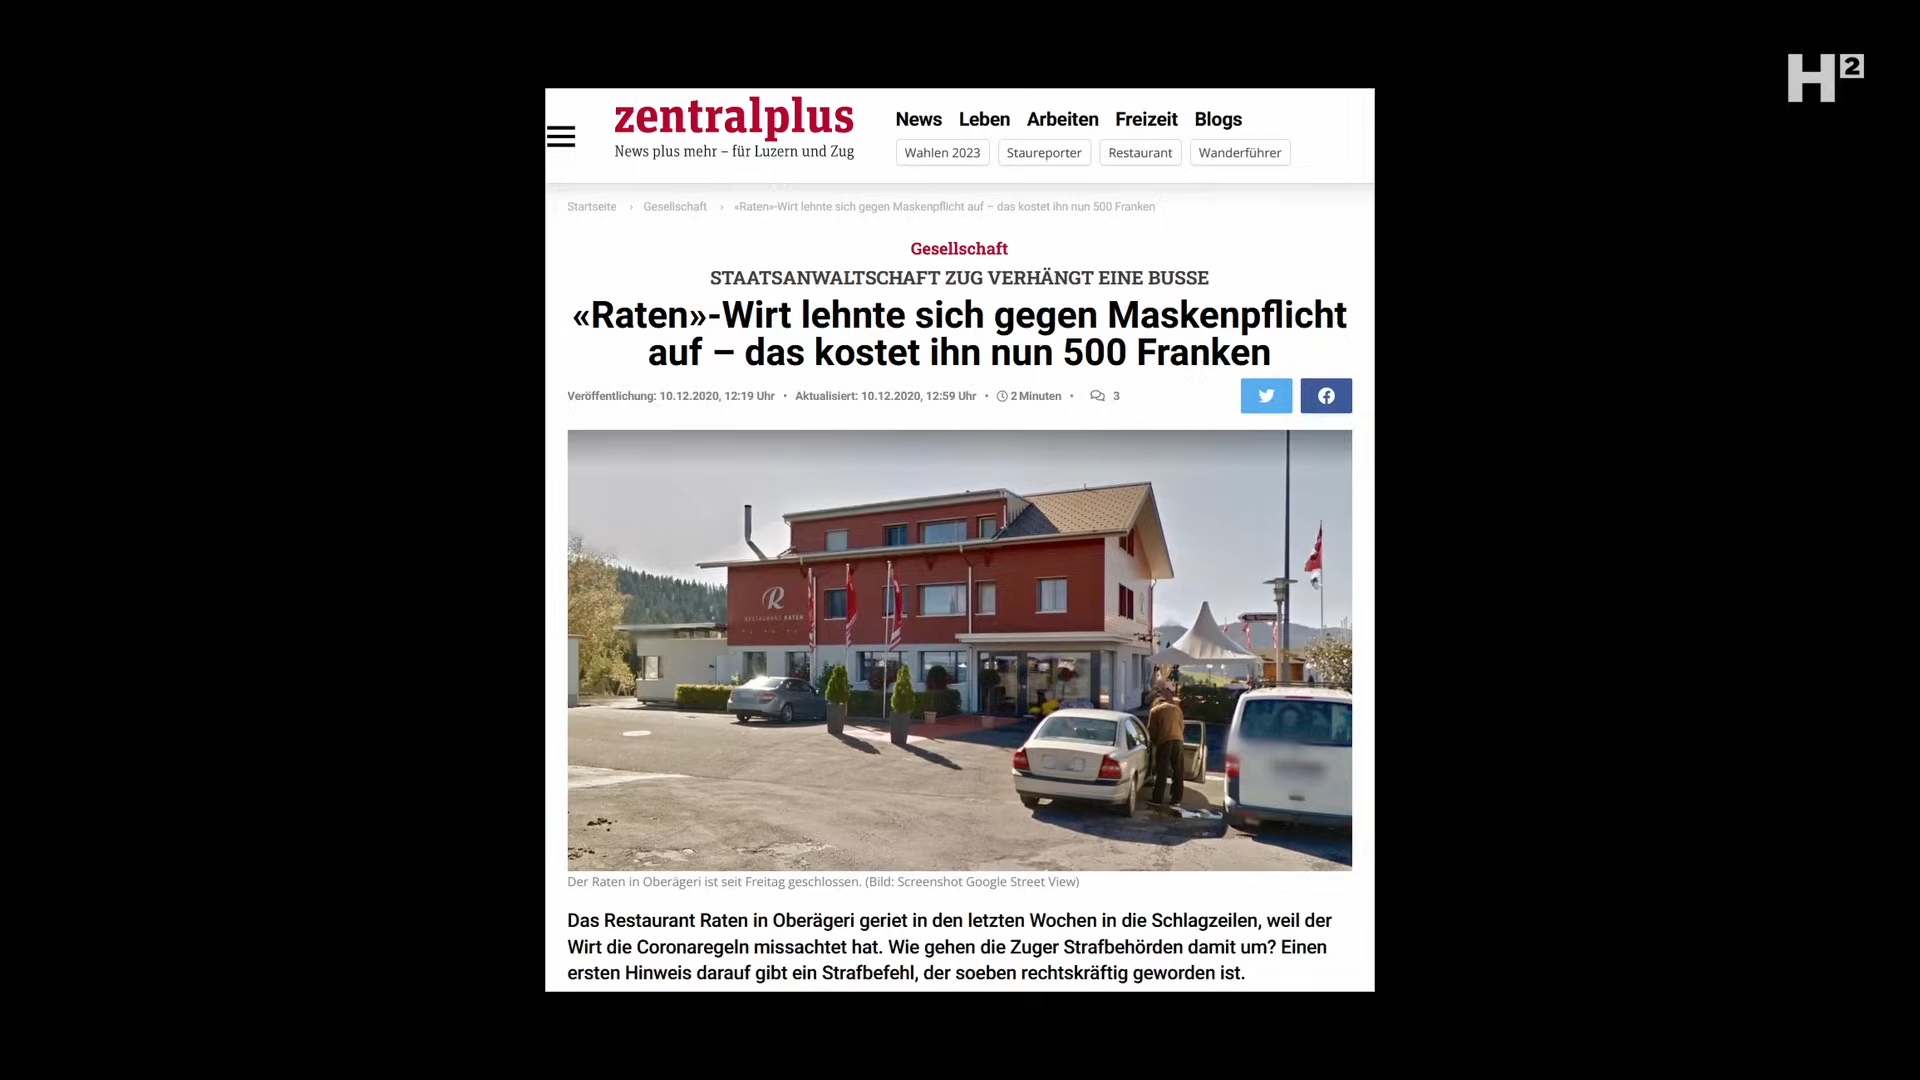 H2
zentralplus
News plus mehr – für Luzern und Zug
News Leben Arbeiten Freizeit Blogs
Wahlen 2023 Staureporter Restaurant Wanderführer
Startseite › Gesellschaft › «Raten»-Wirt lehnte sich gegen Maskenpflicht auf – das kostet ihn nun 500 Franken
Gesellschaft
STAATSANWALTSCHAFT ZUG VERHÄNGT EINE BUSSE
«Raten»-Wirt lehnte sich gegen Maskenpflicht
auf – das kostet ihn nun 500 Franken
Veröffentlichung: 10.12.2020, 12:19 Uhr • Aktualisiert: 10.12.2020, 12:59 Uhr • 2 Minuten • 3
R
RESTAURANT RATEN
Der Raten in Oberägeri ist seit Freitag geschlossen. (Bild: Screenshot Google Street View)
Das Restaurant Raten in Oberägeri geriet in den letzten Wochen in die Schlagzeilen, weil der
Wirt die Coronaregeln missachtet hat. Wie gehen die Zuger Strafbehörden damit um? Einen
ersten Hinweis darauf gibt ein Strafbefehl, der soeben rechtskräftig geworden ist.